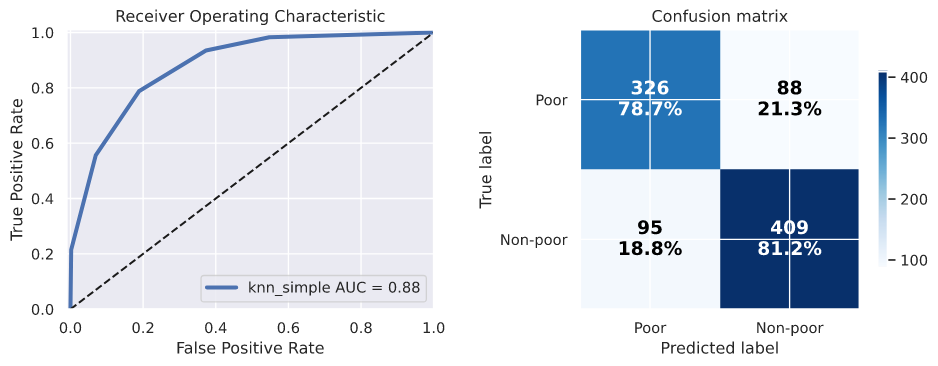 Receiver Operating Characteristic
1.0
0.8
0.6
0.4
0.2
0.0
True Positive Rate
0.0 0.2 0.4 0.6 0.8 1.0
False Positive Rate
knn_simple AUC = 0.88
Confusion matrix
True label
Poor
326
78.7%
88
21.3%
Non-poor
95
18.8%
409
81.2%
Poor Non-poor
Predicted label
400
300
200
100